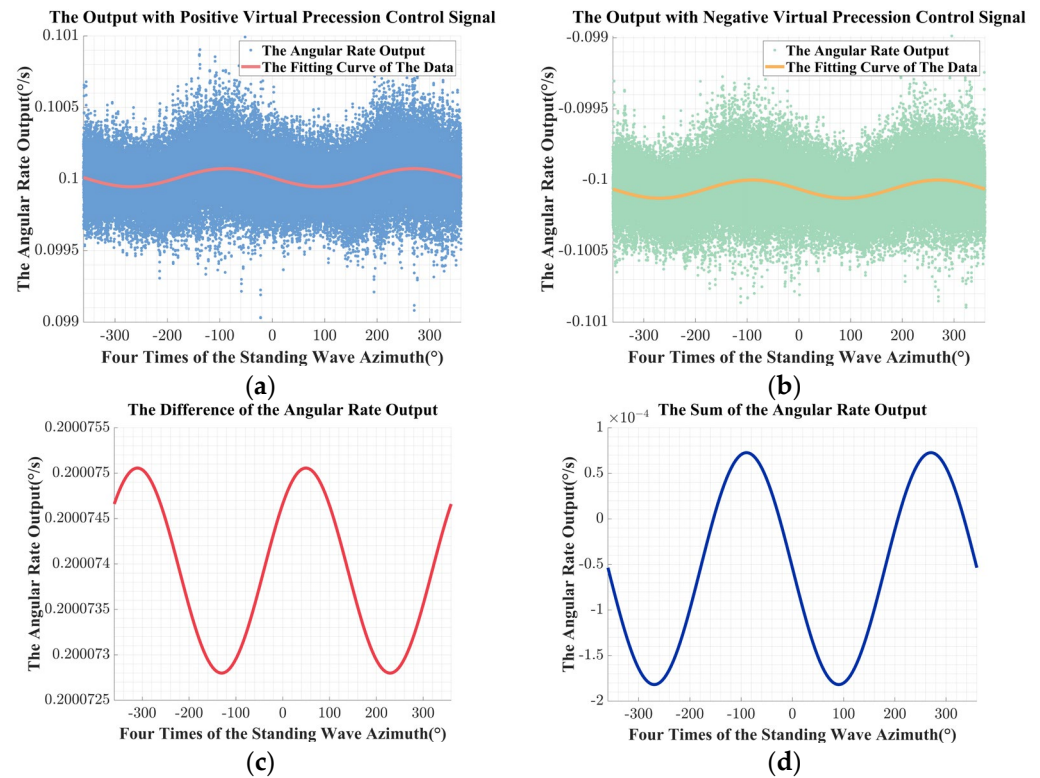 The Output with Positive Virtual Precession Control Signal
0.101
0.1005
0.1
0.0995
0.099
The Angular Rate Output(°/s)
The Angular Rate Output
The Fitting Curve of The Data
-300 -200 -100 0 100 200 300
Four Times of the Standing Wave Azimuth(°)
(a)
The Output with Negative Virtual Precession Control Signal
-0.099
-0.0995
-0.1
-0.1005
-0.101
The Angular Rate Output(°/s)
The Angular Rate Output
The Fitting Curve of The Data
-300 -200 -100 0 100 200 300
Four Times of the Standing Wave Azimuth(°)
(b)
The Difference of the Angular Rate Output
0.2000755
0.200075
0.2000745
0.200074
0.2000735
0.200073
0.2000725
The Angular Rate Output(°/s)
-300 -200 -100 0 100 200 300
Four Times of the Standing Wave Azimuth(°)
(c)
The Sum of the Angular Rate Output
×10⁻⁴
1
0.5
0
-0.5
-1
-1.5
-2
The Angular Rate Output(°/s)
-300 -200 -100 0 100 200 300
Four Times of the Standing Wave Azimuth(°)
(d)